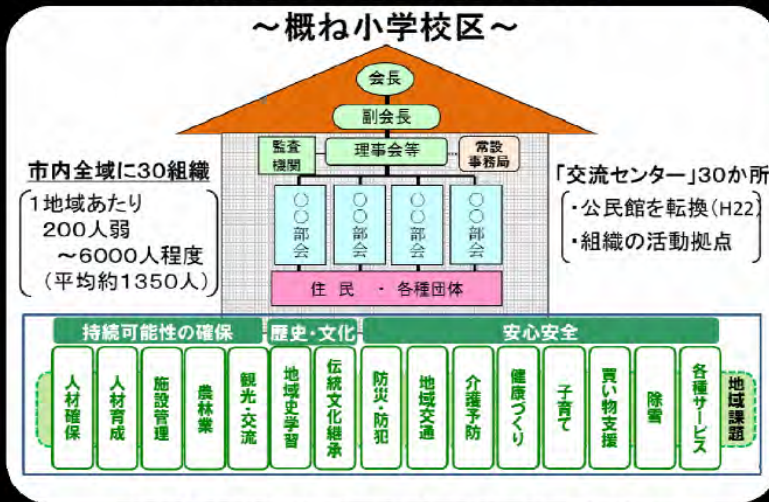 ～概ね小学校区～
会長
副会長
監査
機関
理事会等
常設
事務局
市内全域に30組織
1地域あたり
200人弱
～6000人程度
(平均約1350人)
〇〇部会
〇〇部会
〇〇部会
〇〇部会
住民・各種団体
「交流センター」30か所
・公民館を転換(H22)
・組織の活動拠点
持続可能性の確保
歴史・文化
安心安全
人材確保
人材育成
施設管理
農林業
観光・交流
地域史学習
伝統文化継承
防災・防犯
地域交通
介護予防
健康づくり
子育て
買い物支援
除雪
各種サービス
地域課題